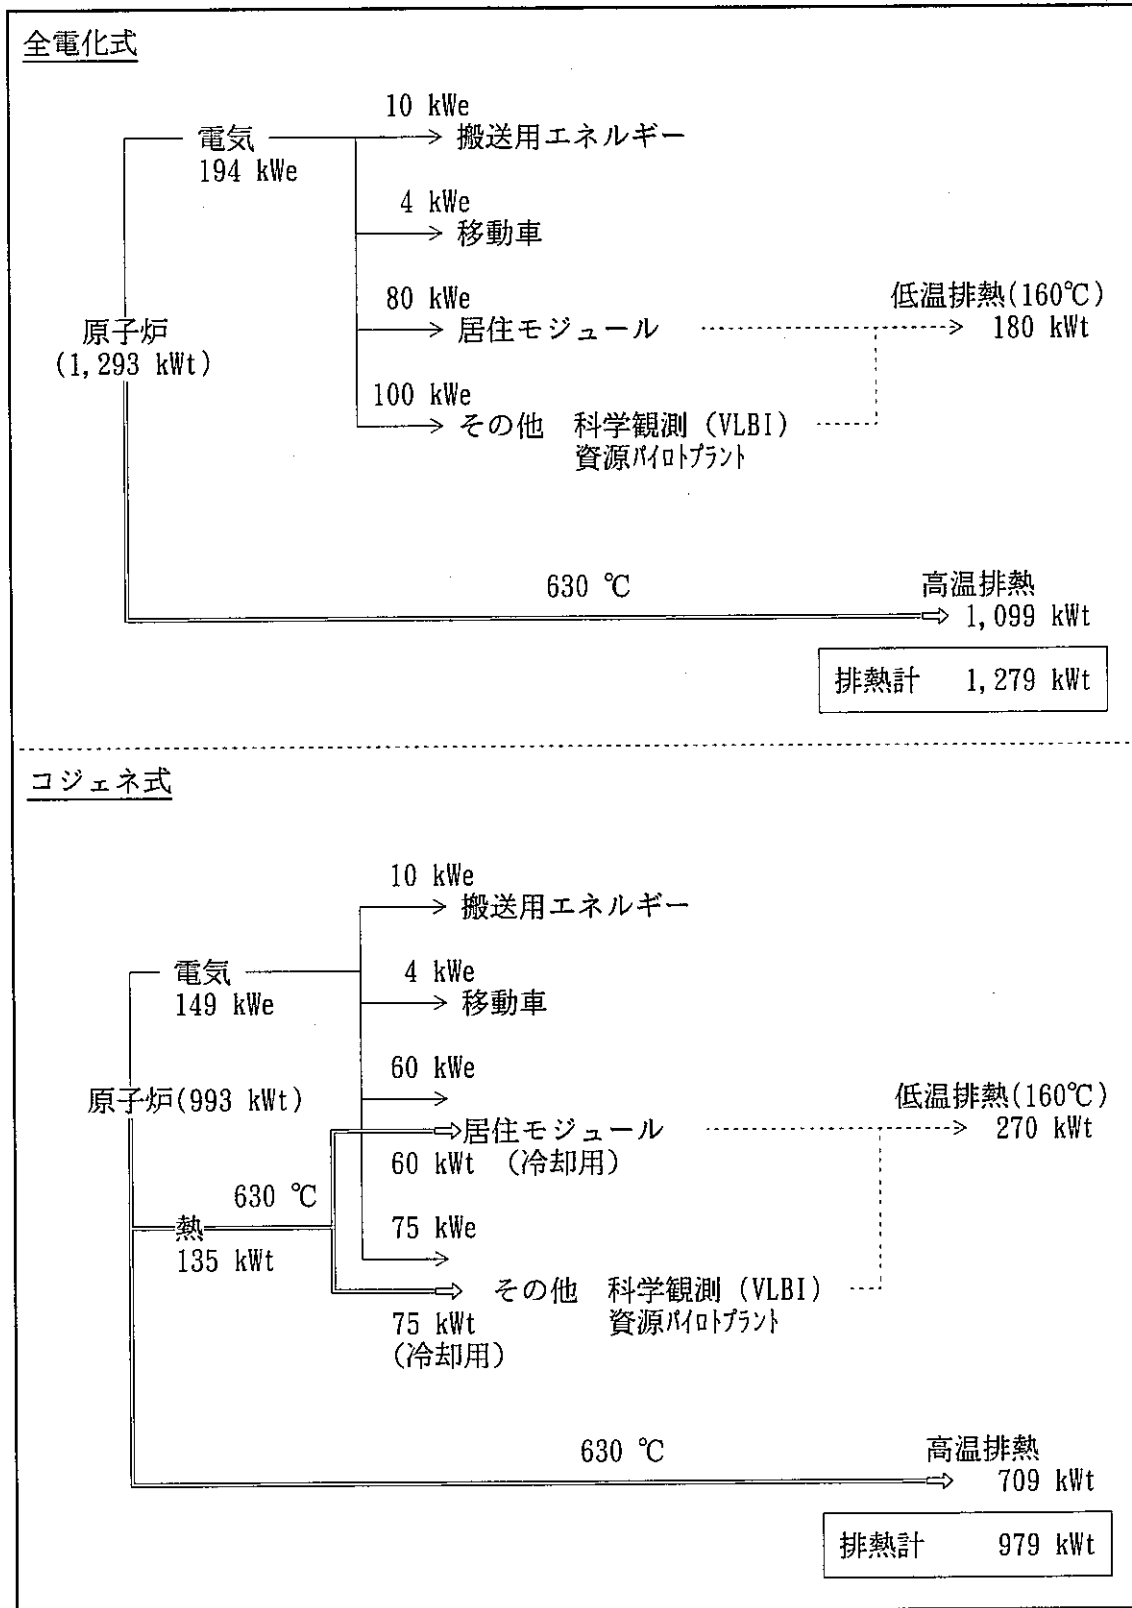 全電化式
10 kWe
電気
搬送用エネルギー
194 kWe
4 kWe
移動車
80 kWe
低温排熱(160℃)
原子炉
居住モジュール
180 kWt
(1,293 kWt)
100 kWe
その他 科学観測 (VLBI)
資源パイロトプラント
630 ℃
高温排熱
1,099 kWt
排熱計 1,279 kWt
コジェネ式
10 kWe
搬送用エネルギー
電気
4 kWe
149 kWe
移動車
60 kWe
原子炉(993 kWt)
低温排熱(160℃)
居住モジュール
270 kWt
60 kWt (冷却用)
630 ℃
熱
75 kWe
135 kWt
その他 科学観測 (VLBI)
75 kWt
資源パイロトプラント
(冷却用)
630 ℃
高温排熱
709 kWt
排熱計 979 kWt